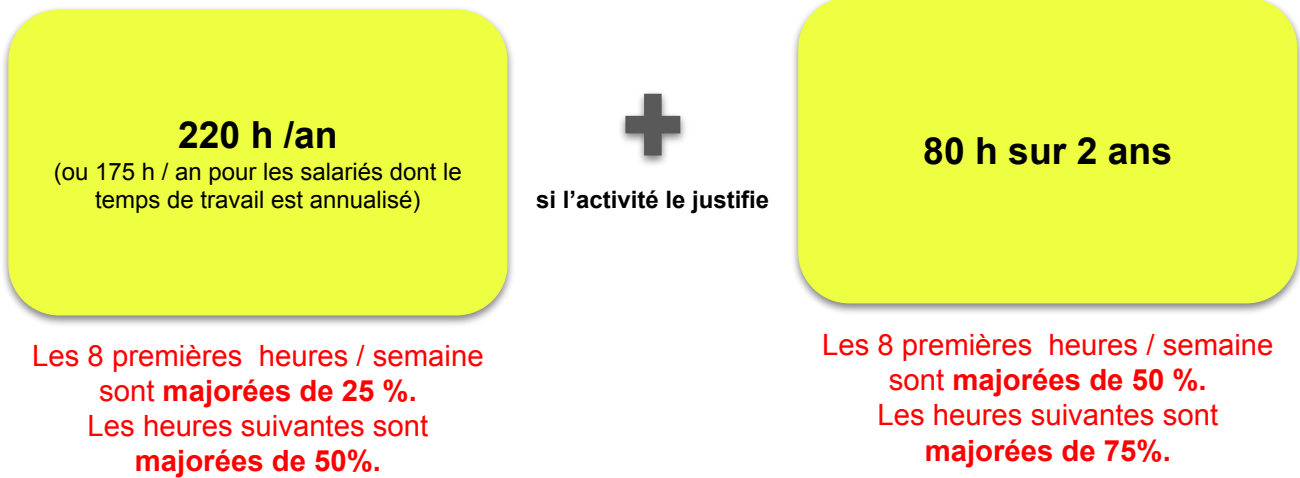 220 h /an
(ou 175 h / an pour les salariés dont le
temps de travail est annualisé)
si l’activité le justifie
80 h sur 2 ans
Les 8 premières heures / semaine
sont majorées de 25 %.
Les heures suivantes sont
majorées de 50%.
Les 8 premières heures / semaine
sont majorées de 50 %.
Les heures suivantes sont
majorées de 75%.